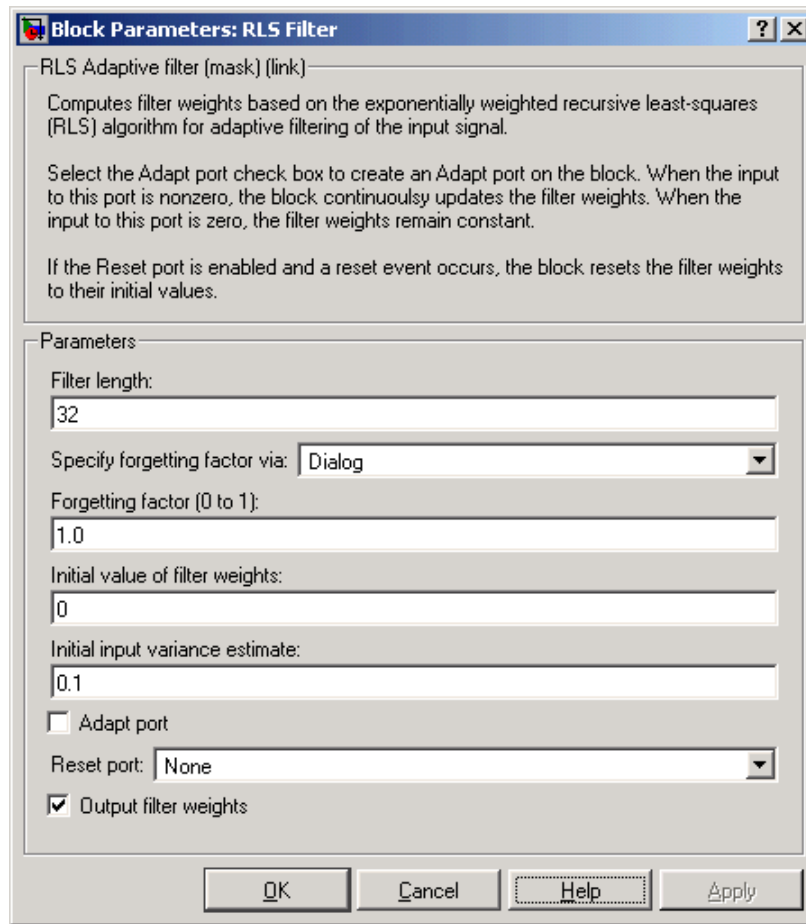 Block Parameters: RLS Filter
RLS Adaptive filter (mask) (link)
Computes filter weights based on the exponentially weighted recursive least-squares
(RLS) algorithm for adaptive filtering of the input signal.
Select the Adapt port check box to create an Adapt port on the block. When the input
to this port is nonzero, the block continuoulsy updates the filter weights. When the
input to this port is zero, the filter weights remain constant.
If the Reset port is enabled and a reset event occurs, the block resets the filter weights
to their initial values.
Parameters
Filter length:
32
Specify forgetting factor via: Dialog
Forgetting factor (0 to 1):
1.0
Initial value of filter weights:
0
Initial input variance estimate:
0.1
Adapt port
Reset port: None
Output filter weights
OK Cancel Help Apply